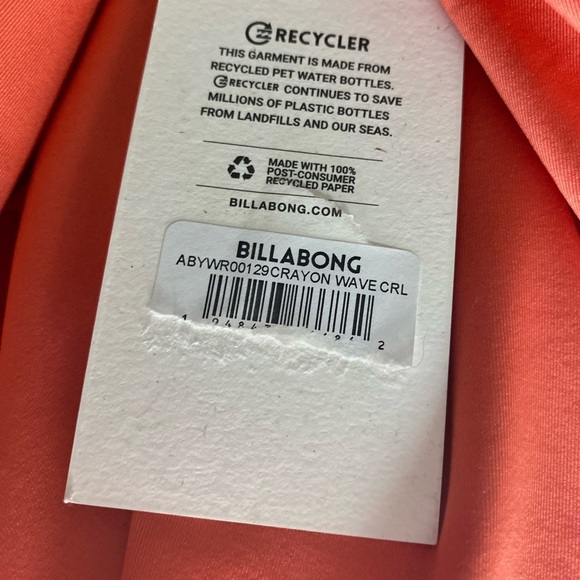 RECYCLER
THIS GARMENT IS MADE FROM
RECYCLED PET WATER BOTTLES.
RECYCLER CONTINUES TO SAVE
MILLIONS OF PLASTIC BOTTLES
FROM LANDFILLS AND OUR SEAS.
MADE WITH 100%
POST-CONSUMER
RECYCLED PAPER
BILLABONG.COM
BILLABONG
ABYWR00129CRAYON WAVE CRL